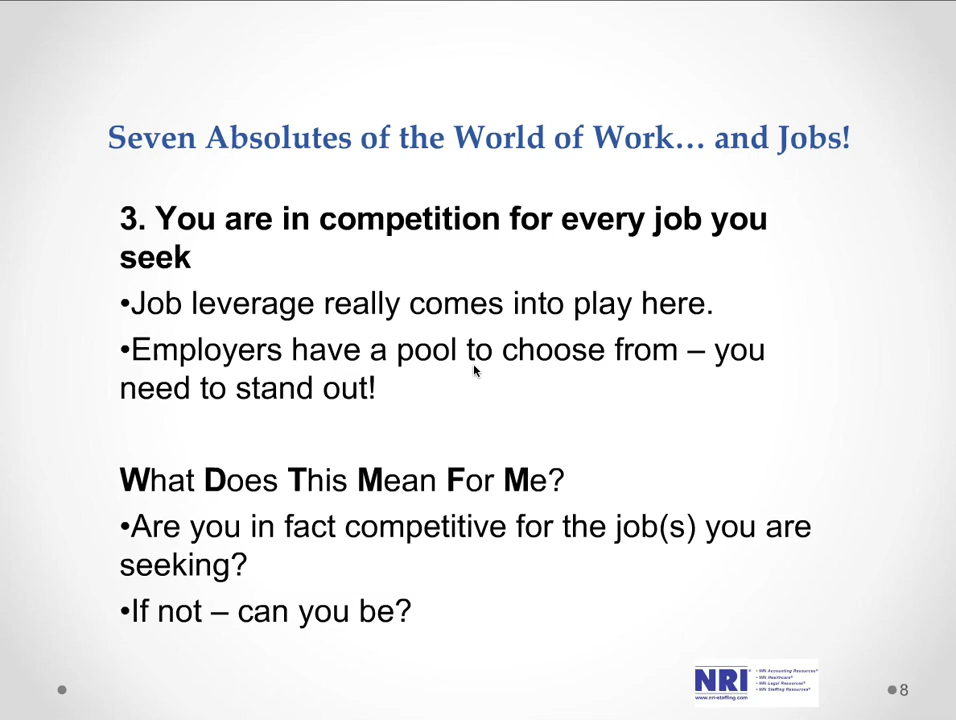 Seven Absolutes of the World of Work… and Jobs!
3. You are in competition for every job you
seek
•Job leverage really comes into play here.
•Employers have a pool to choose from – you
need to stand out!
What Does This Mean For Me?
•Are you in fact competitive for the job(s) you are
seeking?
•If not – can you be?
NRI®
www.nri-staffing.com
• NRI Accounting Resources®
• NRI Healthcare®
• NRI Legal Resources®
• NRI Staffing Resources®
8